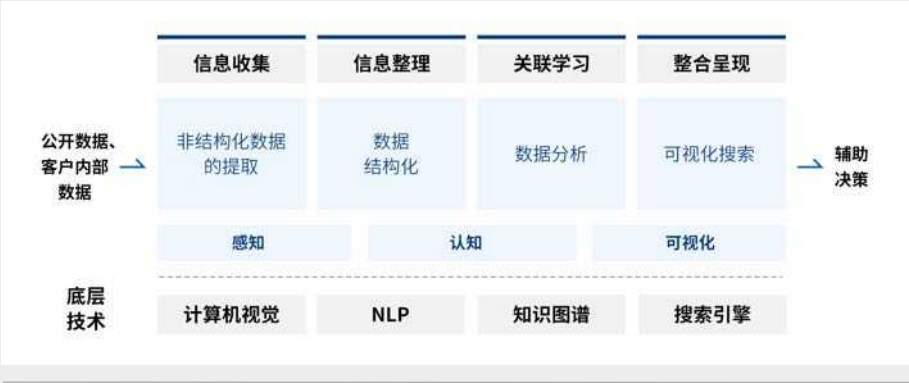 信息收集
信息整理
关联学习
整合呈现
公开数据、
客户内部
数据
非结构化数据
的提取
数据
结构化
数据分析
可视化搜索
辅助
决策
感知
认知
可视化
底层
技术
计算机视觉
NLP
知识图谱
搜索引擎